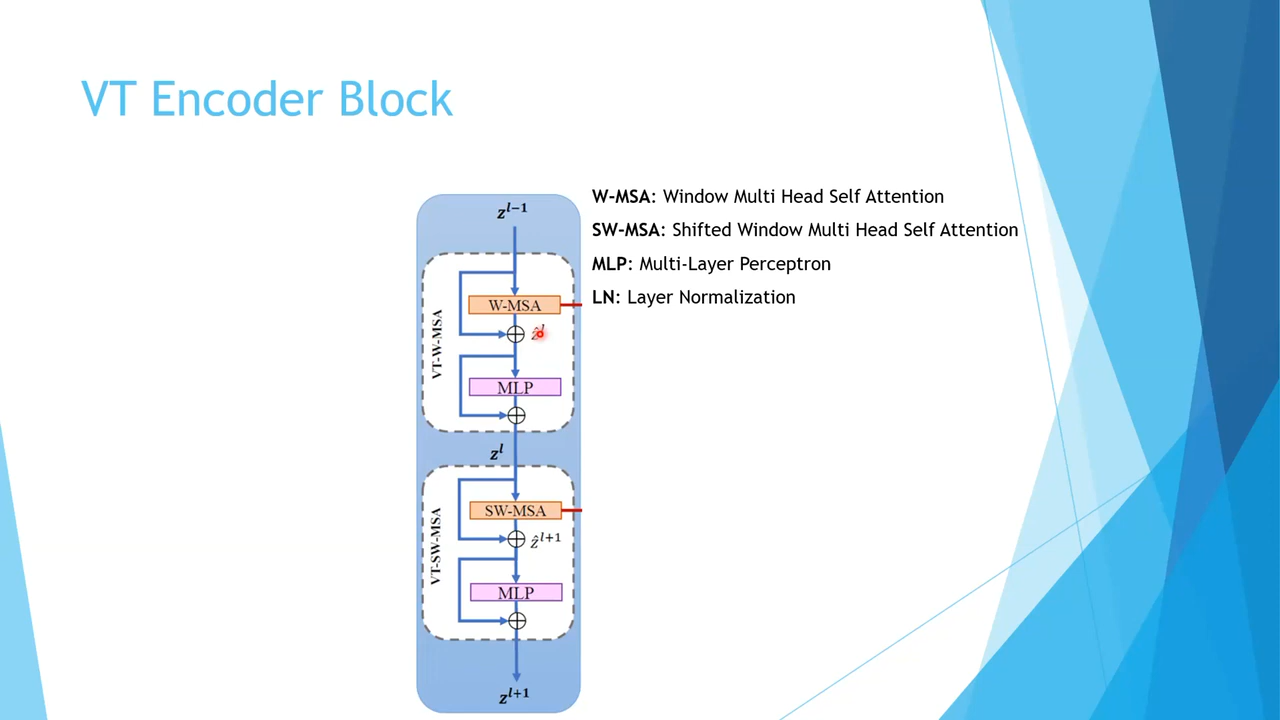 VT Encoder Block
W-MSA: Window Multi Head Self Attention
SW-MSA: Shifted Window Multi Head Self Attention
MLP: Multi-Layer Perceptron
LN: Layer Normalization
z^{l-1}
VT-W-MSA
W-MSA
ẑ^l
MLP
z^l
VT-SW-MSA
SW-MSA
ẑ^{l+1}
MLP
z^{l+1}